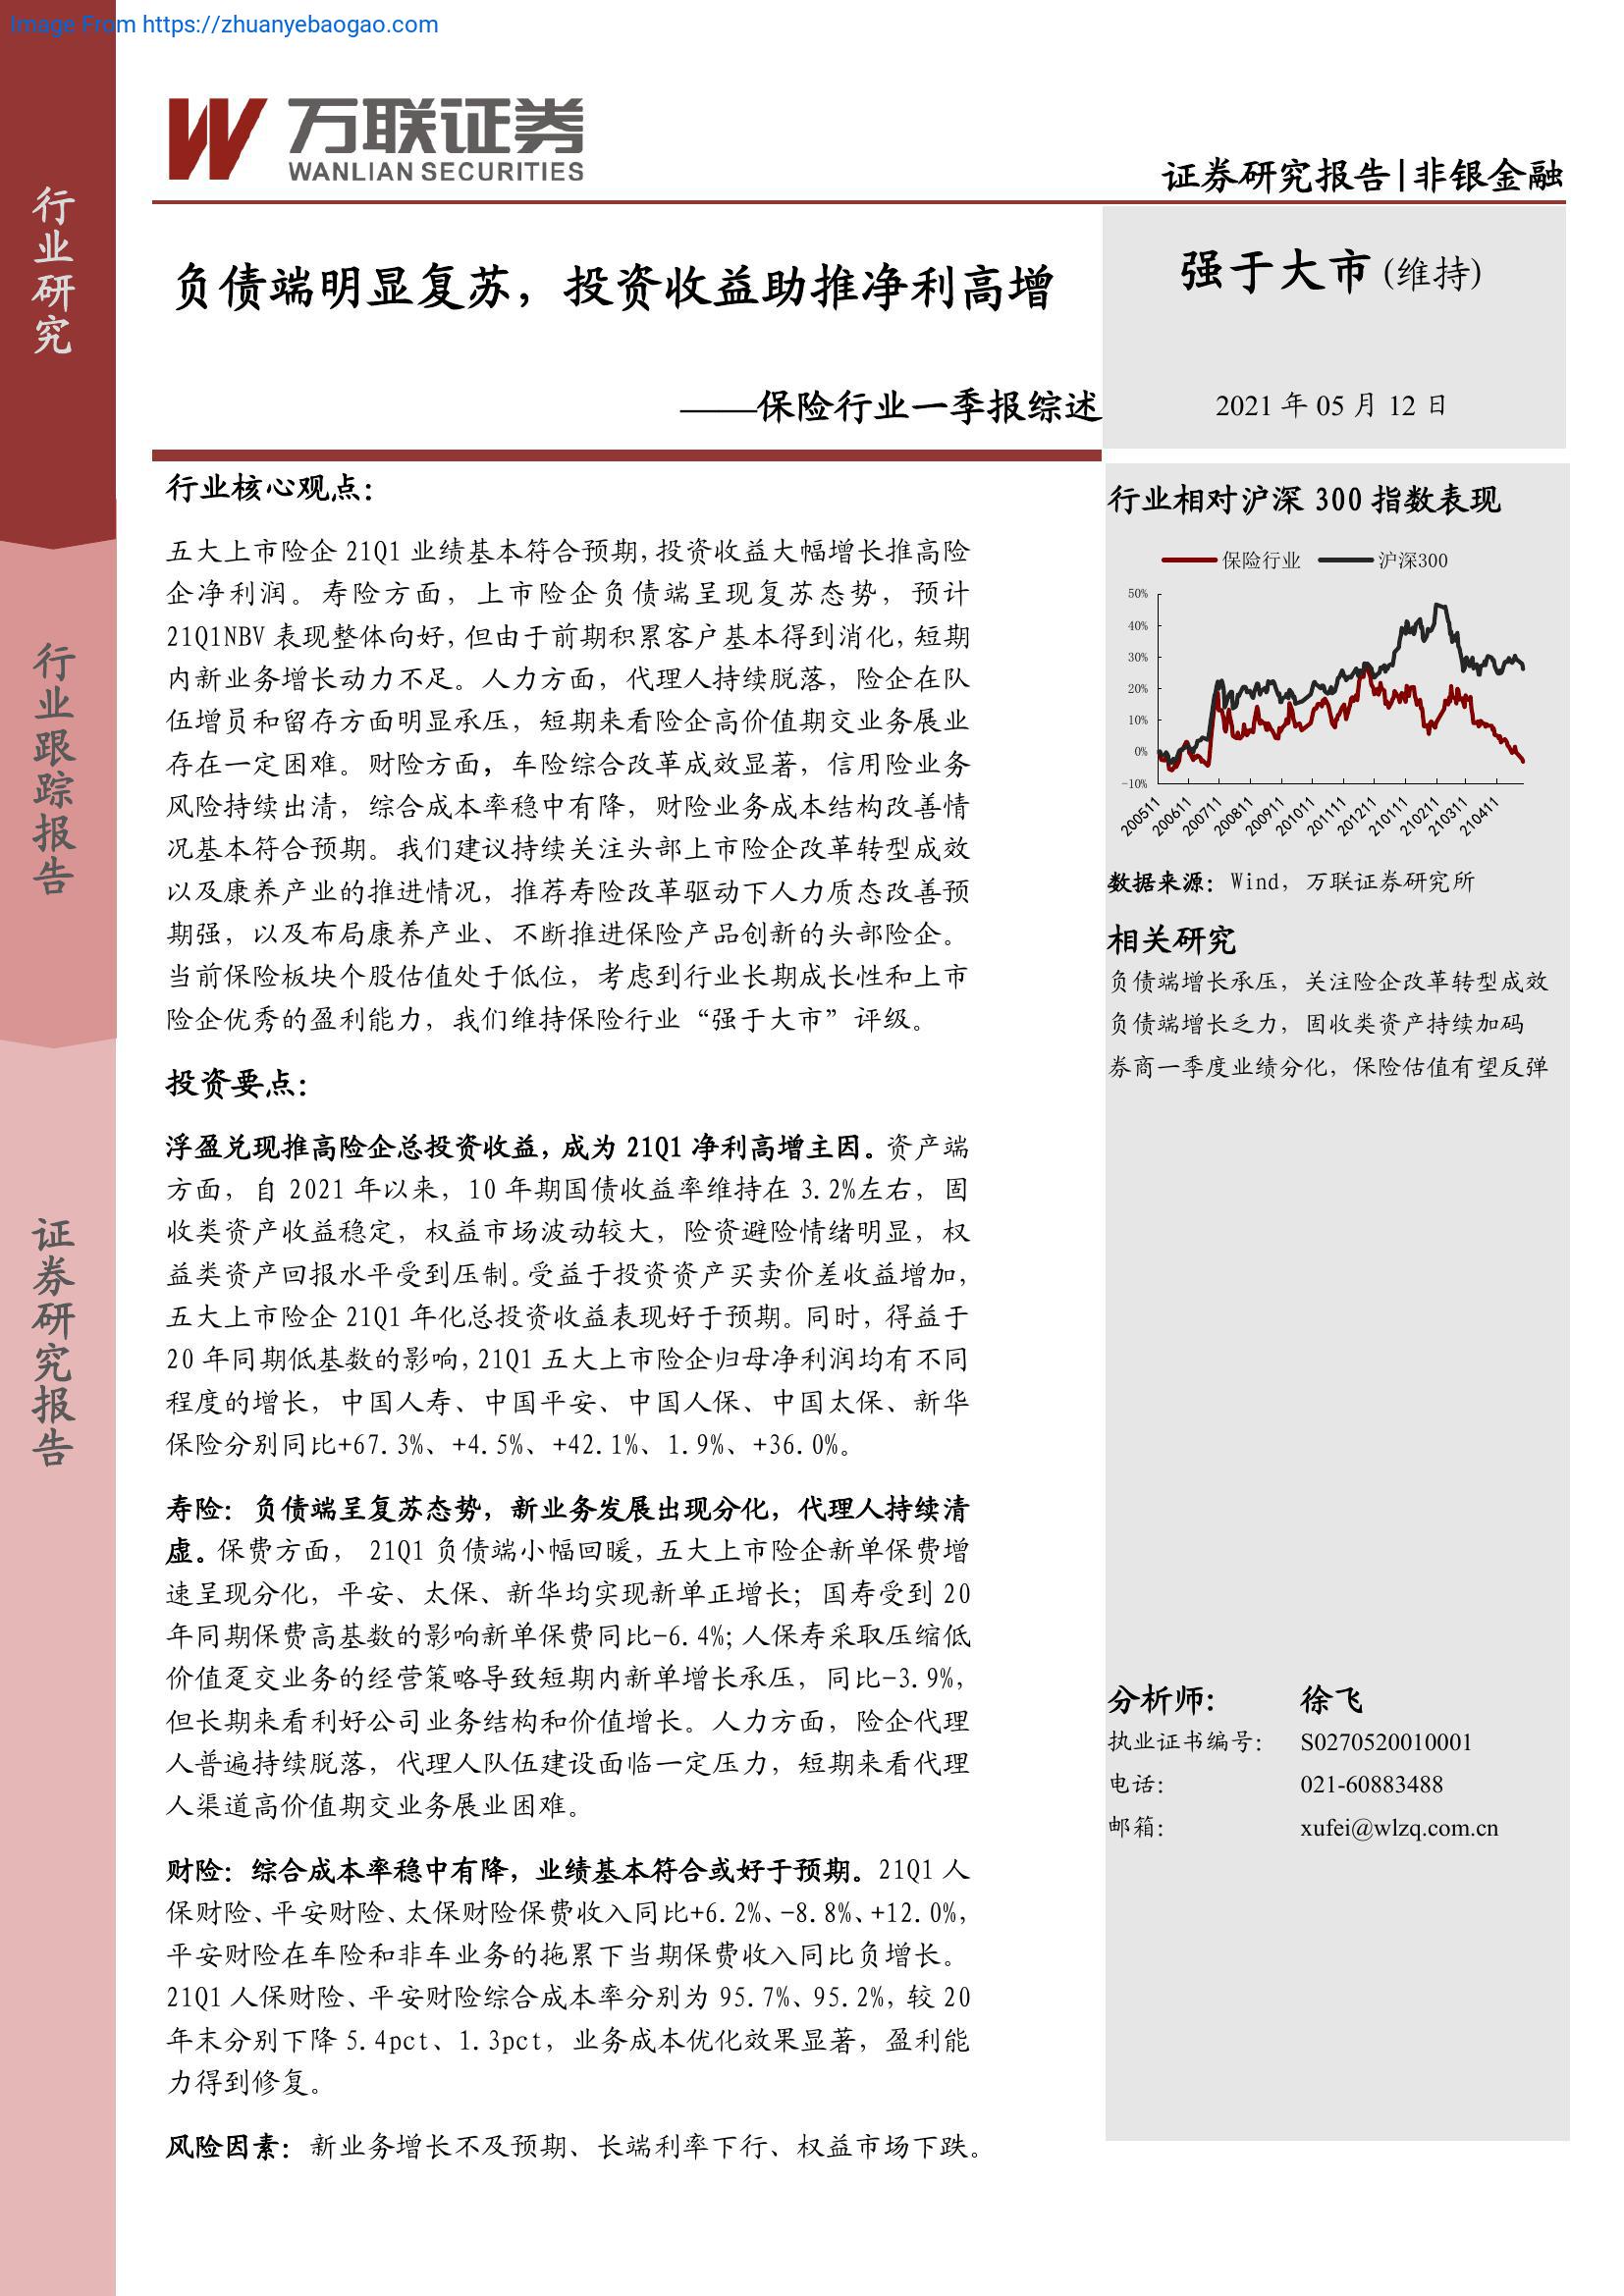 Image From https://zhuanyebaogao.com
万联证券
WANLIAN SECURITIES
证券研究报告|非银金融
行业研究
行业跟踪报告
证券研究报告
负债端明显复苏，投资收益助推净利高增
——保险行业一季报综述
强于大市(维持)
2021 年 05 月 12 日
行业核心观点：
五大上市险企 21Q1 业绩基本符合预期，投资收益大幅增长推高险
企净利润。寿险方面，上市险企负债端呈现复苏态势，预计
21Q1NBV 表现整体向好，但由于前期积累客户基本得到消化，短期
内新业务增长动力不足。人力方面，代理人持续脱落，险企在队
伍增员和留存方面明显承压，短期来看险企高价值期交业务展业
存在一定困难。财险方面，车险综合改革成效显著，信用险业务
风险持续出清，综合成本率稳中有降，财险业务成本结构改善情
况基本符合预期。我们建议持续关注头部上市险企改革转型成效
以及康养产业的推进情况，推荐寿险改革驱动下人力质态改善预
期强，以及布局康养产业、不断推进保险产品创新的头部险企。
当前保险板块个股估值处于低位，考虑到行业长期成长性和上市
险企优秀的盈利能力，我们维持保险行业“强于大市”评级。
投资要点：
浮盈兑现推高险企总投资收益，成为 21Q1 净利高增主因。资产端
方面，自 2021 年以来，10 年期国债收益率维持在 3.2%左右，固
收类资产收益稳定，权益市场波动较大，险资避险情绪明显，权
益类资产回报水平受到压制。受益于投资资产买卖价差收益增加，
五大上市险企 21Q1 年化总投资收益表现好于预期。同时，得益于
20 年同期低基数的影响，21Q1 五大上市险企归母净利润均有不同
程度的增长，中国人寿、中国平安、中国人保、中国太保、新华
保险分别同比+67.3%、+4.5%、+42.1%、1.9%、+36.0%。
寿险：负债端呈复苏态势，新业务发展出现分化，代理人持续清
虚。保费方面， 21Q1 负债端小幅回暖，五大上市险企新单保费增
速呈现分化，平安、太保、新华均实现新单正增长；国寿受到 20
年同期保费高基数的影响新单保费同比-6.4%；人保寿采取压缩低
价值趸交业务的经营策略导致短期内新单增长承压，同比-3.9%，
但长期来看利好公司业务结构和价值增长。人力方面，险企代理
人普遍持续脱落，代理人队伍建设面临一定压力，短期来看代理
人渠道高价值期交业务展业困难。
财险：综合成本率稳中有降，业绩基本符合或好于预期。21Q1 人
保财险、平安财险、太保财险保费收入同比+6.2%、-8.8%、+12.0%，
平安财险在车险和非车业务的拖累下当期保费收入同比负增长。
21Q1 人保财险、平安财险综合成本率分别为 95.7%、95.2%，较 20
年末分别下降 5.4pct、1.3pct，业务成本优化效果显著，盈利能
力得到修复。
风险因素：新业务增长不及预期、长端利率下行、权益市场下跌。
行业相对沪深 300 指数表现
保险行业 沪深300
50%
40%
30%
20%
10%
0%
-10%
200511 200611 200711 200811 200911 201011 201111 201211 210111 210211 210311 210411
数据来源：Wind，万联证券研究所
相关研究
负债端增长承压，关注险企改革转型成效
负债端增长乏力，固收类资产持续加码
券商一季度业绩分化，保险估值有望反弹
分析师： 徐飞
执业证书编号： S0270520010001
电话： 021-60883488
邮箱： xufei@wlzq.com.cn